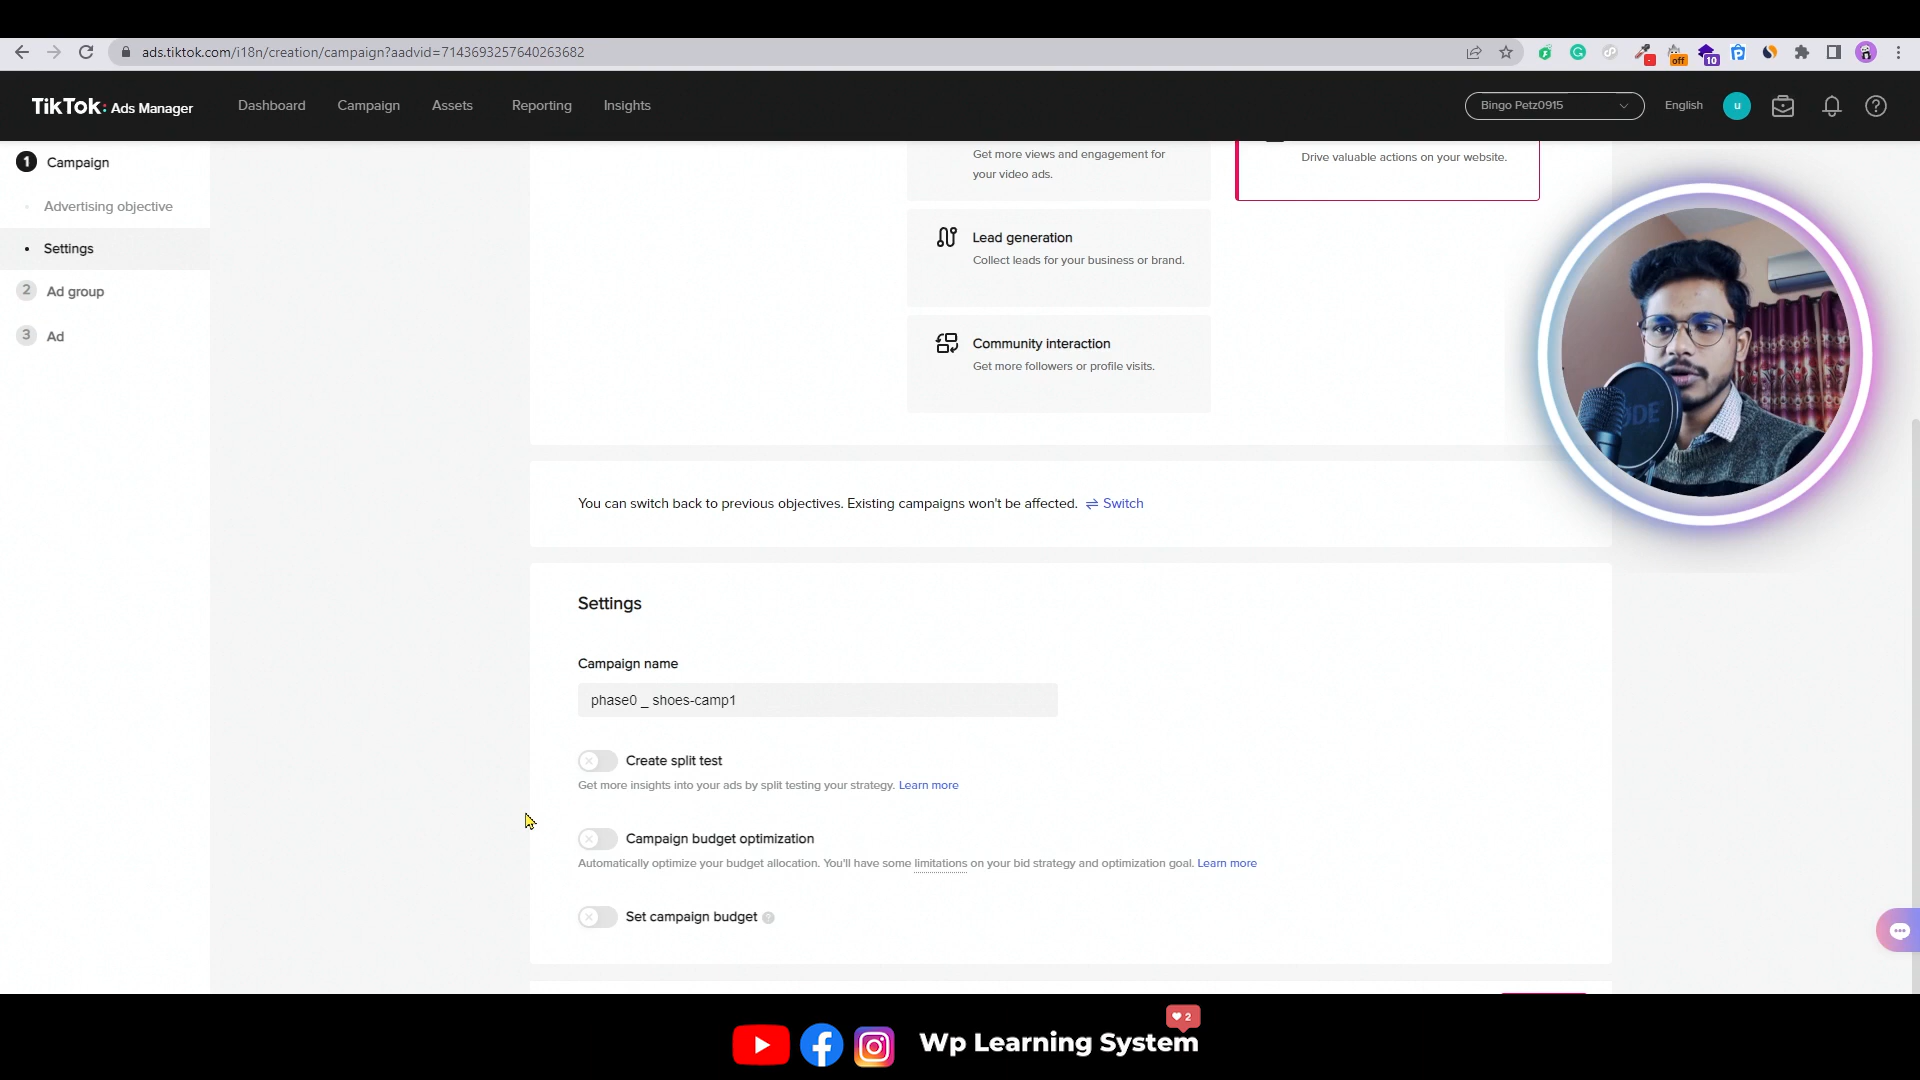 ads.tiktok.com/i18n/creation/campaign?aadvid=7143693257640263682
off
10
TikTok: Ads Manager
Dashboard
Campaign
Assets
Reporting
Insights
Bingo Petz0915
English
u
1 Campaign
Advertising objective
Settings
2 Ad group
3 Ad
Get more views and engagement for
your video ads.
Drive valuable actions on your website.
Lead generation
Collect leads for your business or brand.
Community interaction
Get more followers or profile visits.
You can switch back to previous objectives. Existing campaigns won't be affected. Switch
Settings
Campaign name
phase0 _ shoes-camp1
Create split test
Get more insights into your ads by split testing your strategy. Learn more
Campaign budget optimization
Automatically optimize your budget allocation. You'll have some limitations on your bid strategy and optimization goal. Learn more
Set campaign budget ?
2
Wp Learning System